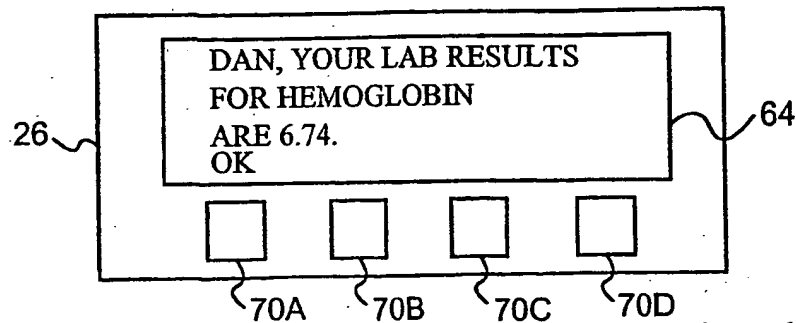 DAN, YOUR LAB RESULTS
FOR HEMOGLOBIN
ARE 6.74.
OK
26
64
70A
70B
70C
70D